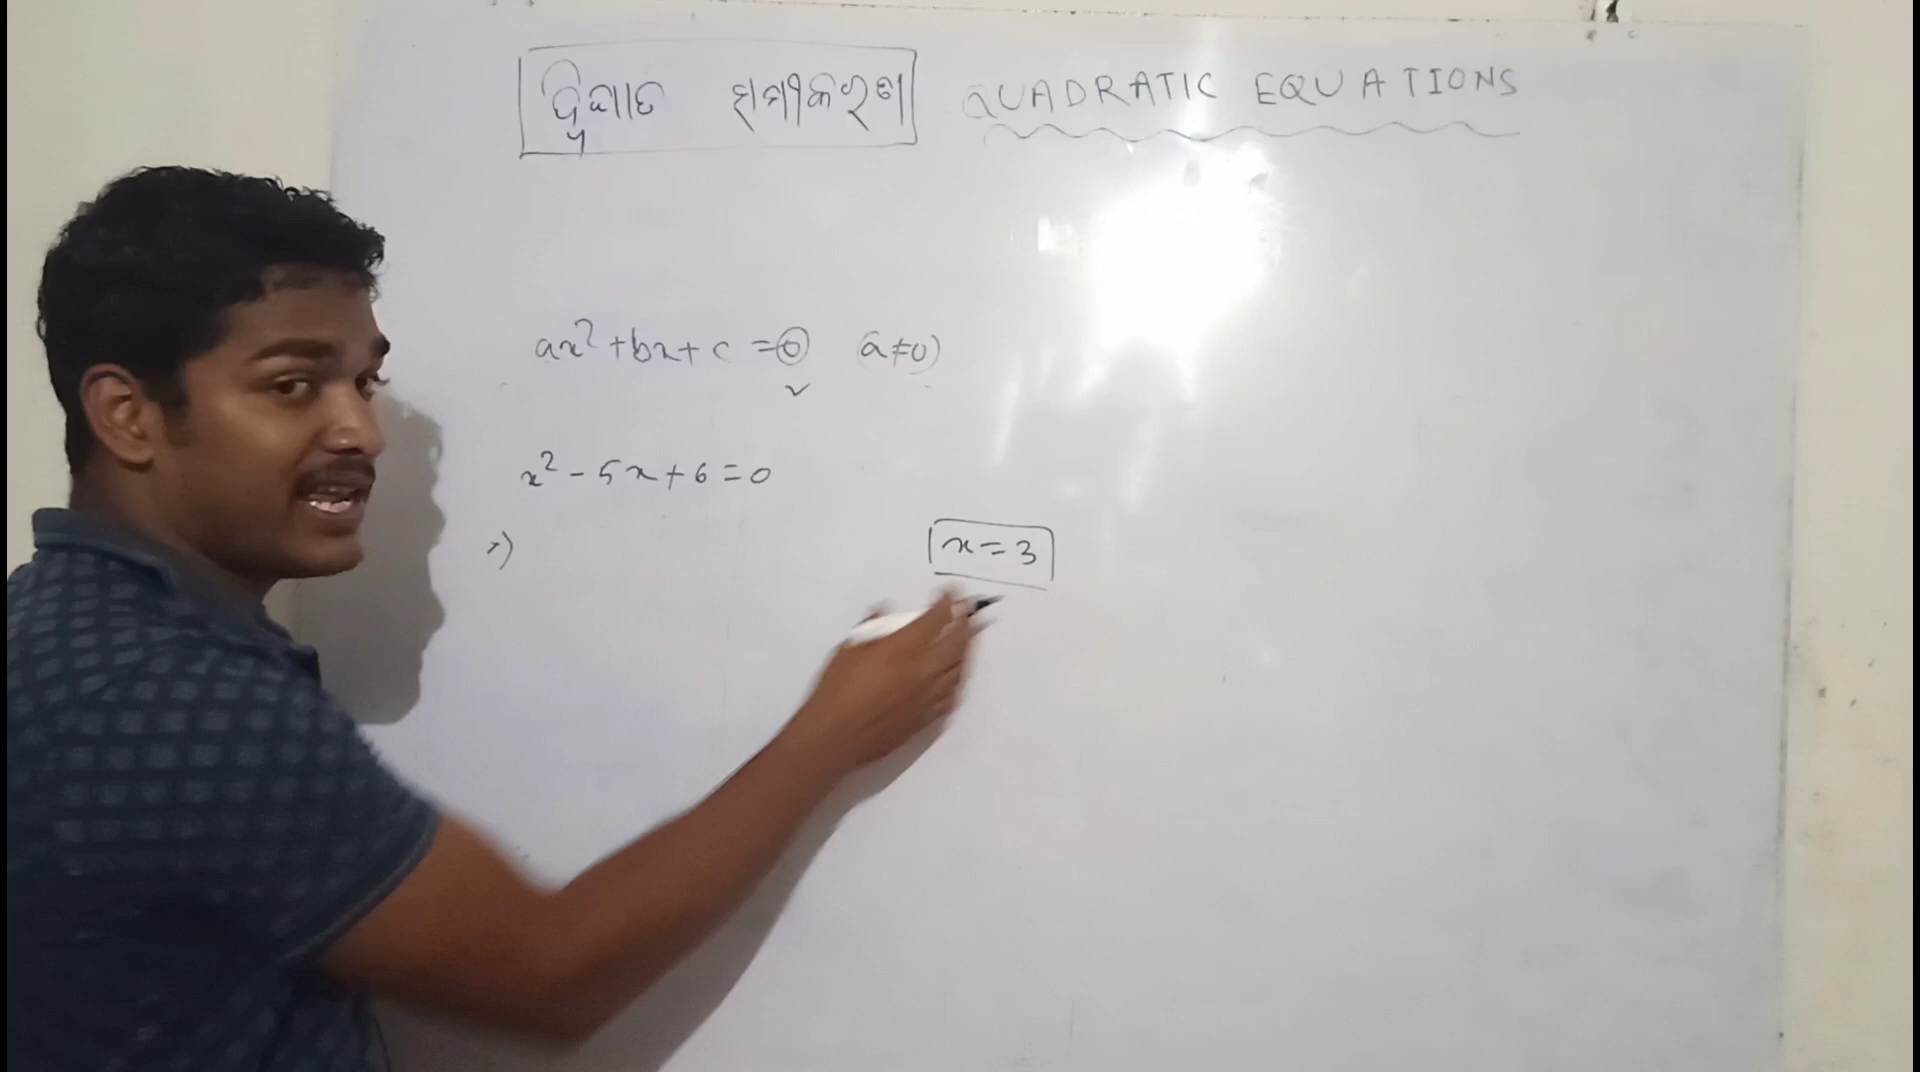 ଦ୍ୱିଘାତ ସମୀକରଣ QUADRATIC EQUATIONS
ax² + bx + c = 0 (a ≠ 0)
x² - 5x + 6 = 0
x = 3